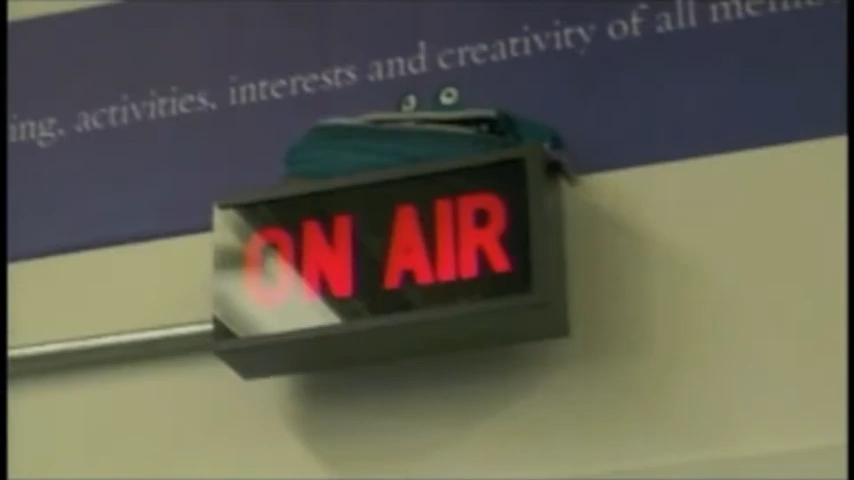 ing, activities, interests and creativity of all
ON AIR